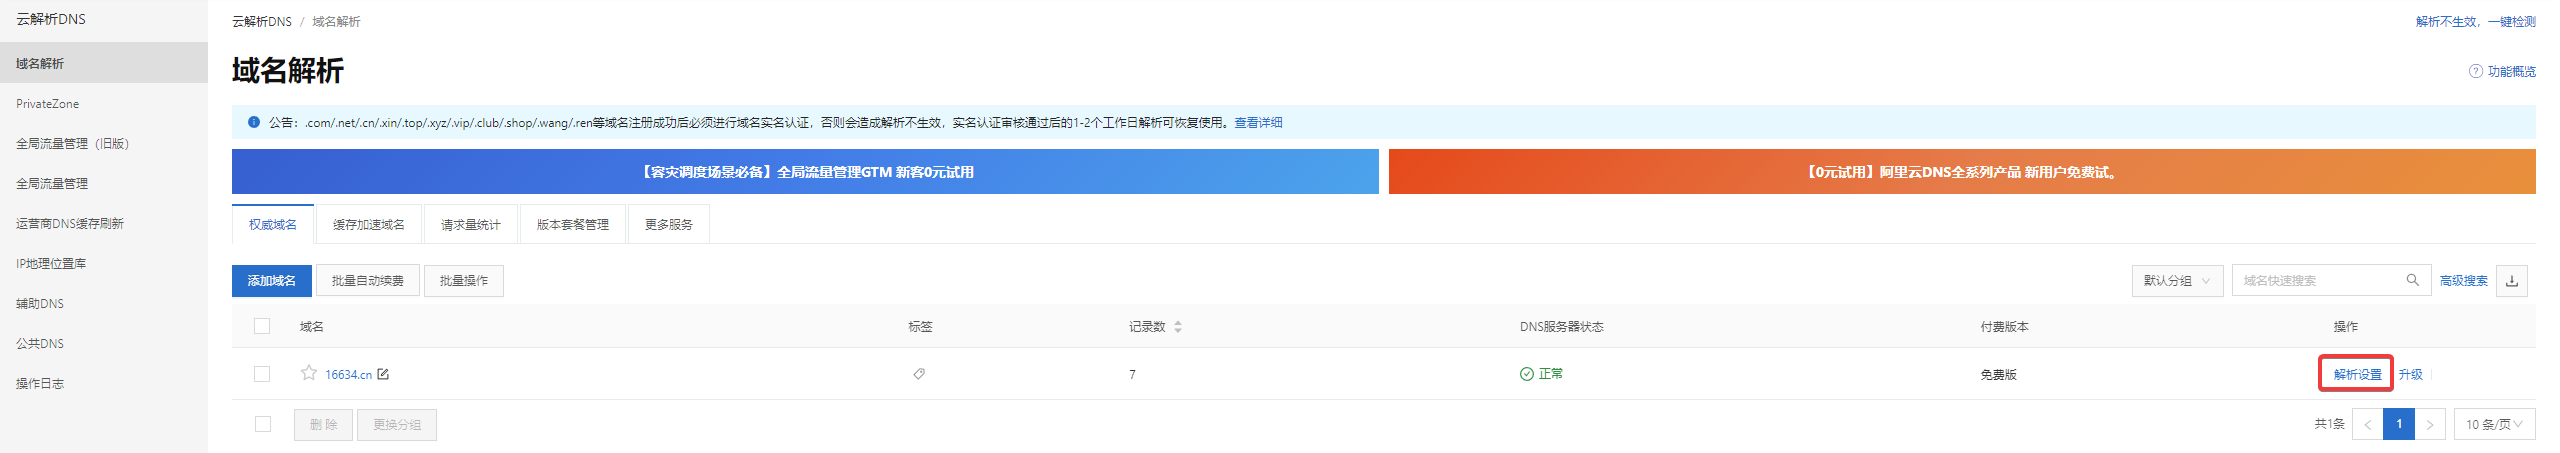 云解析DNS
域名解析
PrivateZone
全局流量管理（旧版）
全局流量管理
运营商DNS缓存刷新
IP地理位置库
辅助DNS
公共DNS
操作日志
云解析DNS / 域名解析
解析不生效，一键检测
域名解析
功能概览
公告：.com/.net/.cn/.xin/.top/.xyz/.vip/.club/.shop/.wang/.ren等域名注册成功后必须进行域名实名认证，否则会造成解析不生效，实名认证审核通过后的1-2个工作日解析可恢复使用。查看详细
【容灾调度场景必备】全局流量管理GTM 新客0元试用
【0元试用】阿里云DNS全系列产品 新用户免费试。
权威域名 缓存加速域名 请求量统计 版本套餐管理 更多服务
添加域名 批量自动续费 批量操作 默认分组 域名快速搜索 高级搜索
域名 标签 记录数 DNS服务器状态 付费版本 操作
16634.cn 7 正常 免费版 解析设置 升级
删 除 更换分组 共1条 < 1 > 10 条/页